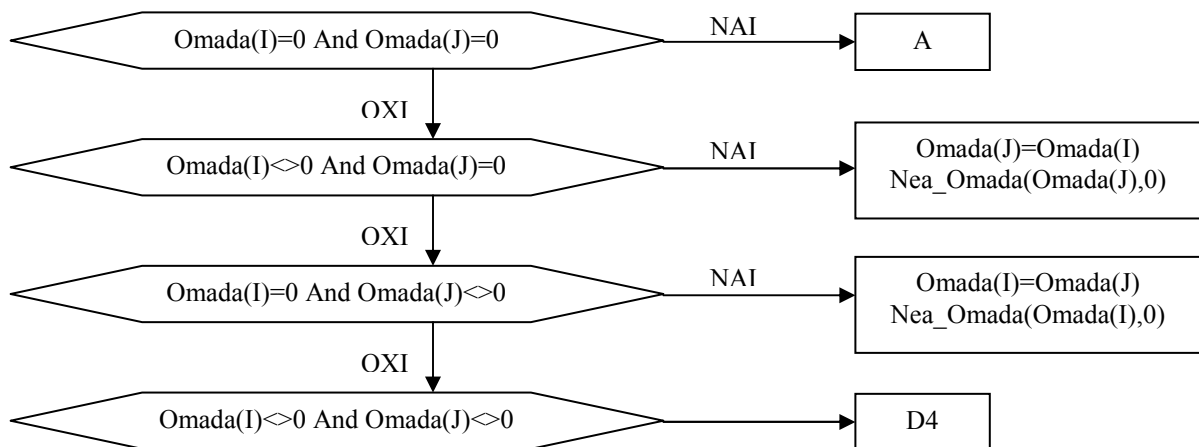 Omada(I)=0 And Omada(J)=0
NAI
A
OXI
Omada(I)<>0 And Omada(J)=0
NAI
Omada(J)=Omada(I)
Nea_Omada(Omada(J),0)
OXI
Omada(I)=0 And Omada(J)<>0
NAI
Omada(I)=Omada(J)
Nea_Omada(Omada(I),0)
OXI
Omada(I)<>0 And Omada(J)<>0
D4